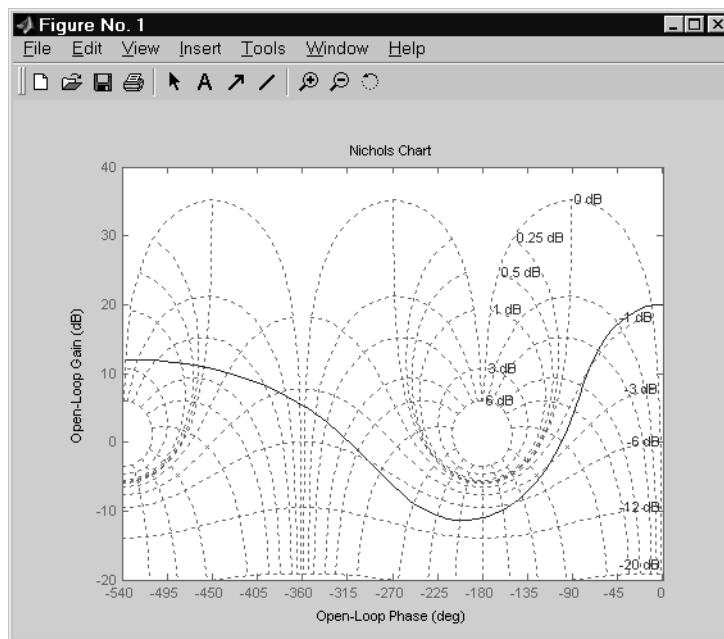 Figure No. 1
File Edit View Insert Tools Window Help
Nichols Chart
40
30
20
10
0
-10
-20
Open-Loop Gain (dB)
0 dB
0.25 dB
0.5 dB
1 dB
-1 dB
3 dB
-3 dB
6 dB
-6 dB
-12 dB
-20 dB
-540 -495 -450 -405 -360 -315 -270 -225 -180 -135 -90 -45 0
Open-Loop Phase (deg)